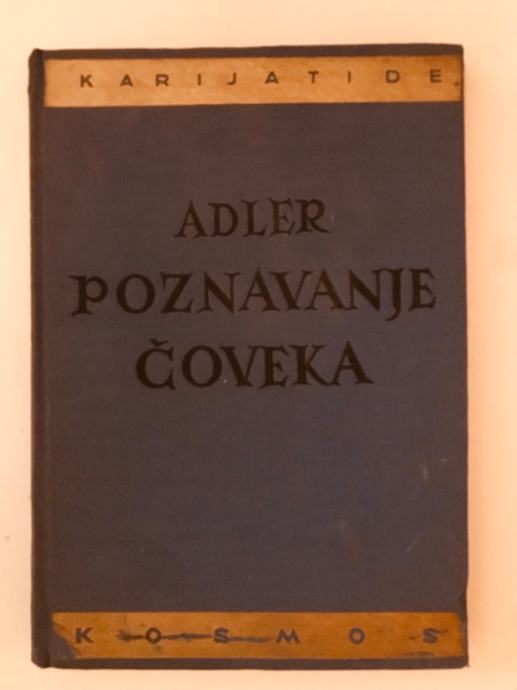 KARIJATIDE
ADLER
POZNAVANJE
ČOVEKA
KOSMOS